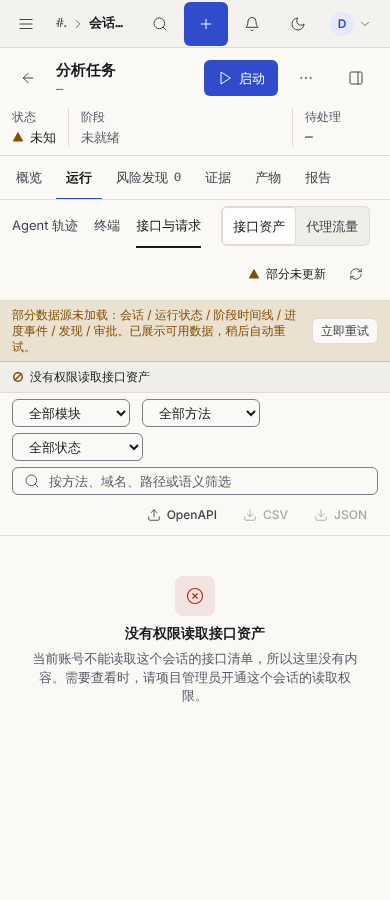 #. 会话…
D
分析任务
–
启动
状态
未知
阶段
未就绪
待处理
–
概览 运行 风险发现 0 证据 产物 报告
Agent 轨迹 终端 接口与请求 接口资产 代理流量
部分未更新
部分数据源未加载：会话 / 运行状态 / 阶段时间线 / 进
度事件 / 发现 / 审批。已展示可用数据，稍后自动重
试。
立即重试
没有权限读取接口资产
全部模块 全部方法
全部状态
按方法、域名、路径或语义筛选
OpenAPI CSV JSON
没有权限读取接口资产
当前账号不能读取这个会话的接口清单，所以这里没有内
容。需要查看时，请项目管理员开通这个会话的读取权
限。